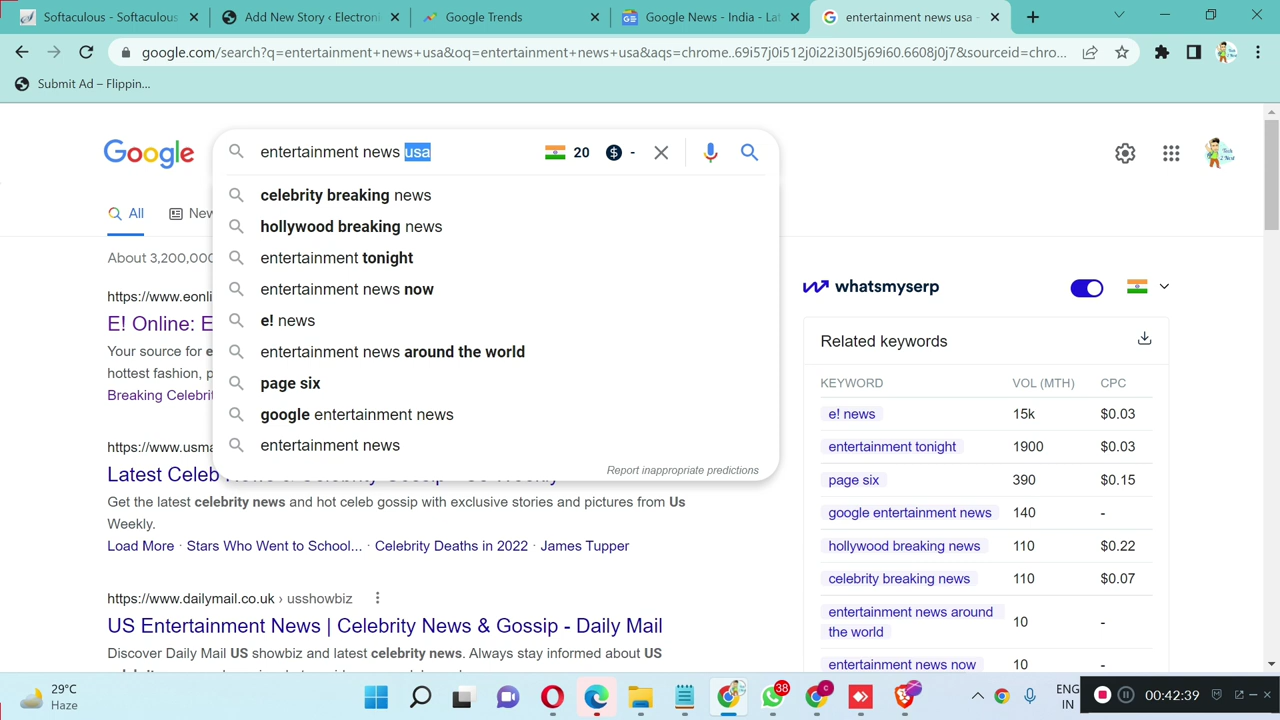 Softaculous - Softaculous
Add New Story ‹ Electroni
Google Trends
Google News - India - Lat
entertainment news usa -
google.com/search?q=entertainment+news+usa&oq=entertainment+news+usa&aqs=chrome..69i57j0i512j0i22i30l5j69i60.6608j0j7&sourceid=chro...
Submit Ad – Flippin...
Google
entertainment news usa
20
-
celebrity breaking news
hollywood breaking news
entertainment tonight
entertainment news now
e! news
entertainment news around the world
page six
google entertainment news
entertainment news
Report inappropriate predictions
All
New
About 3,200,000
https://www.eonli
E! Online: E
Your source for e
hottest fashion, p
Breaking Celebri
https://www.usma
Get the latest celebrity news and hot celeb gossip with exclusive stories and pictures from Us
Weekly.
Load More · Stars Who Went to School... · Celebrity Deaths in 2022 · James Tupper
https://www.dailymail.co.uk › usshowbiz
US Entertainment News | Celebrity News & Gossip - Daily Mail
Discover Daily Mail US showbiz and latest celebrity news. Always stay informed about US
whatsmyserp
Related keywords
KEYWORD VOL (MTH) CPC
e! news 15k $0.03
entertainment tonight 1900 $0.03
page six 390 $0.15
google entertainment news 140 -
hollywood breaking news 110 $0.22
celebrity breaking news 110 $0.07
entertainment news around
the world 10 -
entertainment news now 10 -
29°C
Haze
38
ENG
IN
00:42:39